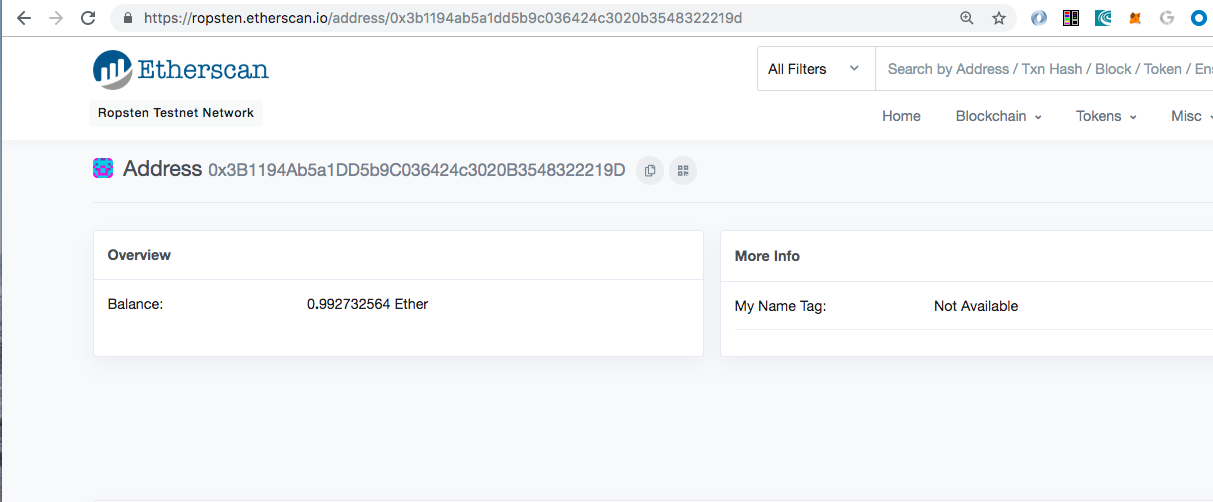 https://ropsten.etherscan.io/address/0x3b1194ab5a1dd5b9c036424c3020b3548322219d
Etherscan
All Filters
Search by Address / Txn Hash / Block / Token / Ens
Ropsten Testnet Network
Home Blockchain Tokens Misc
Address 0x3B1194Ab5a1DD5b9C036424c3020B3548322219D
Overview
Balance: 0.992732564 Ether
More Info
My Name Tag: Not Available